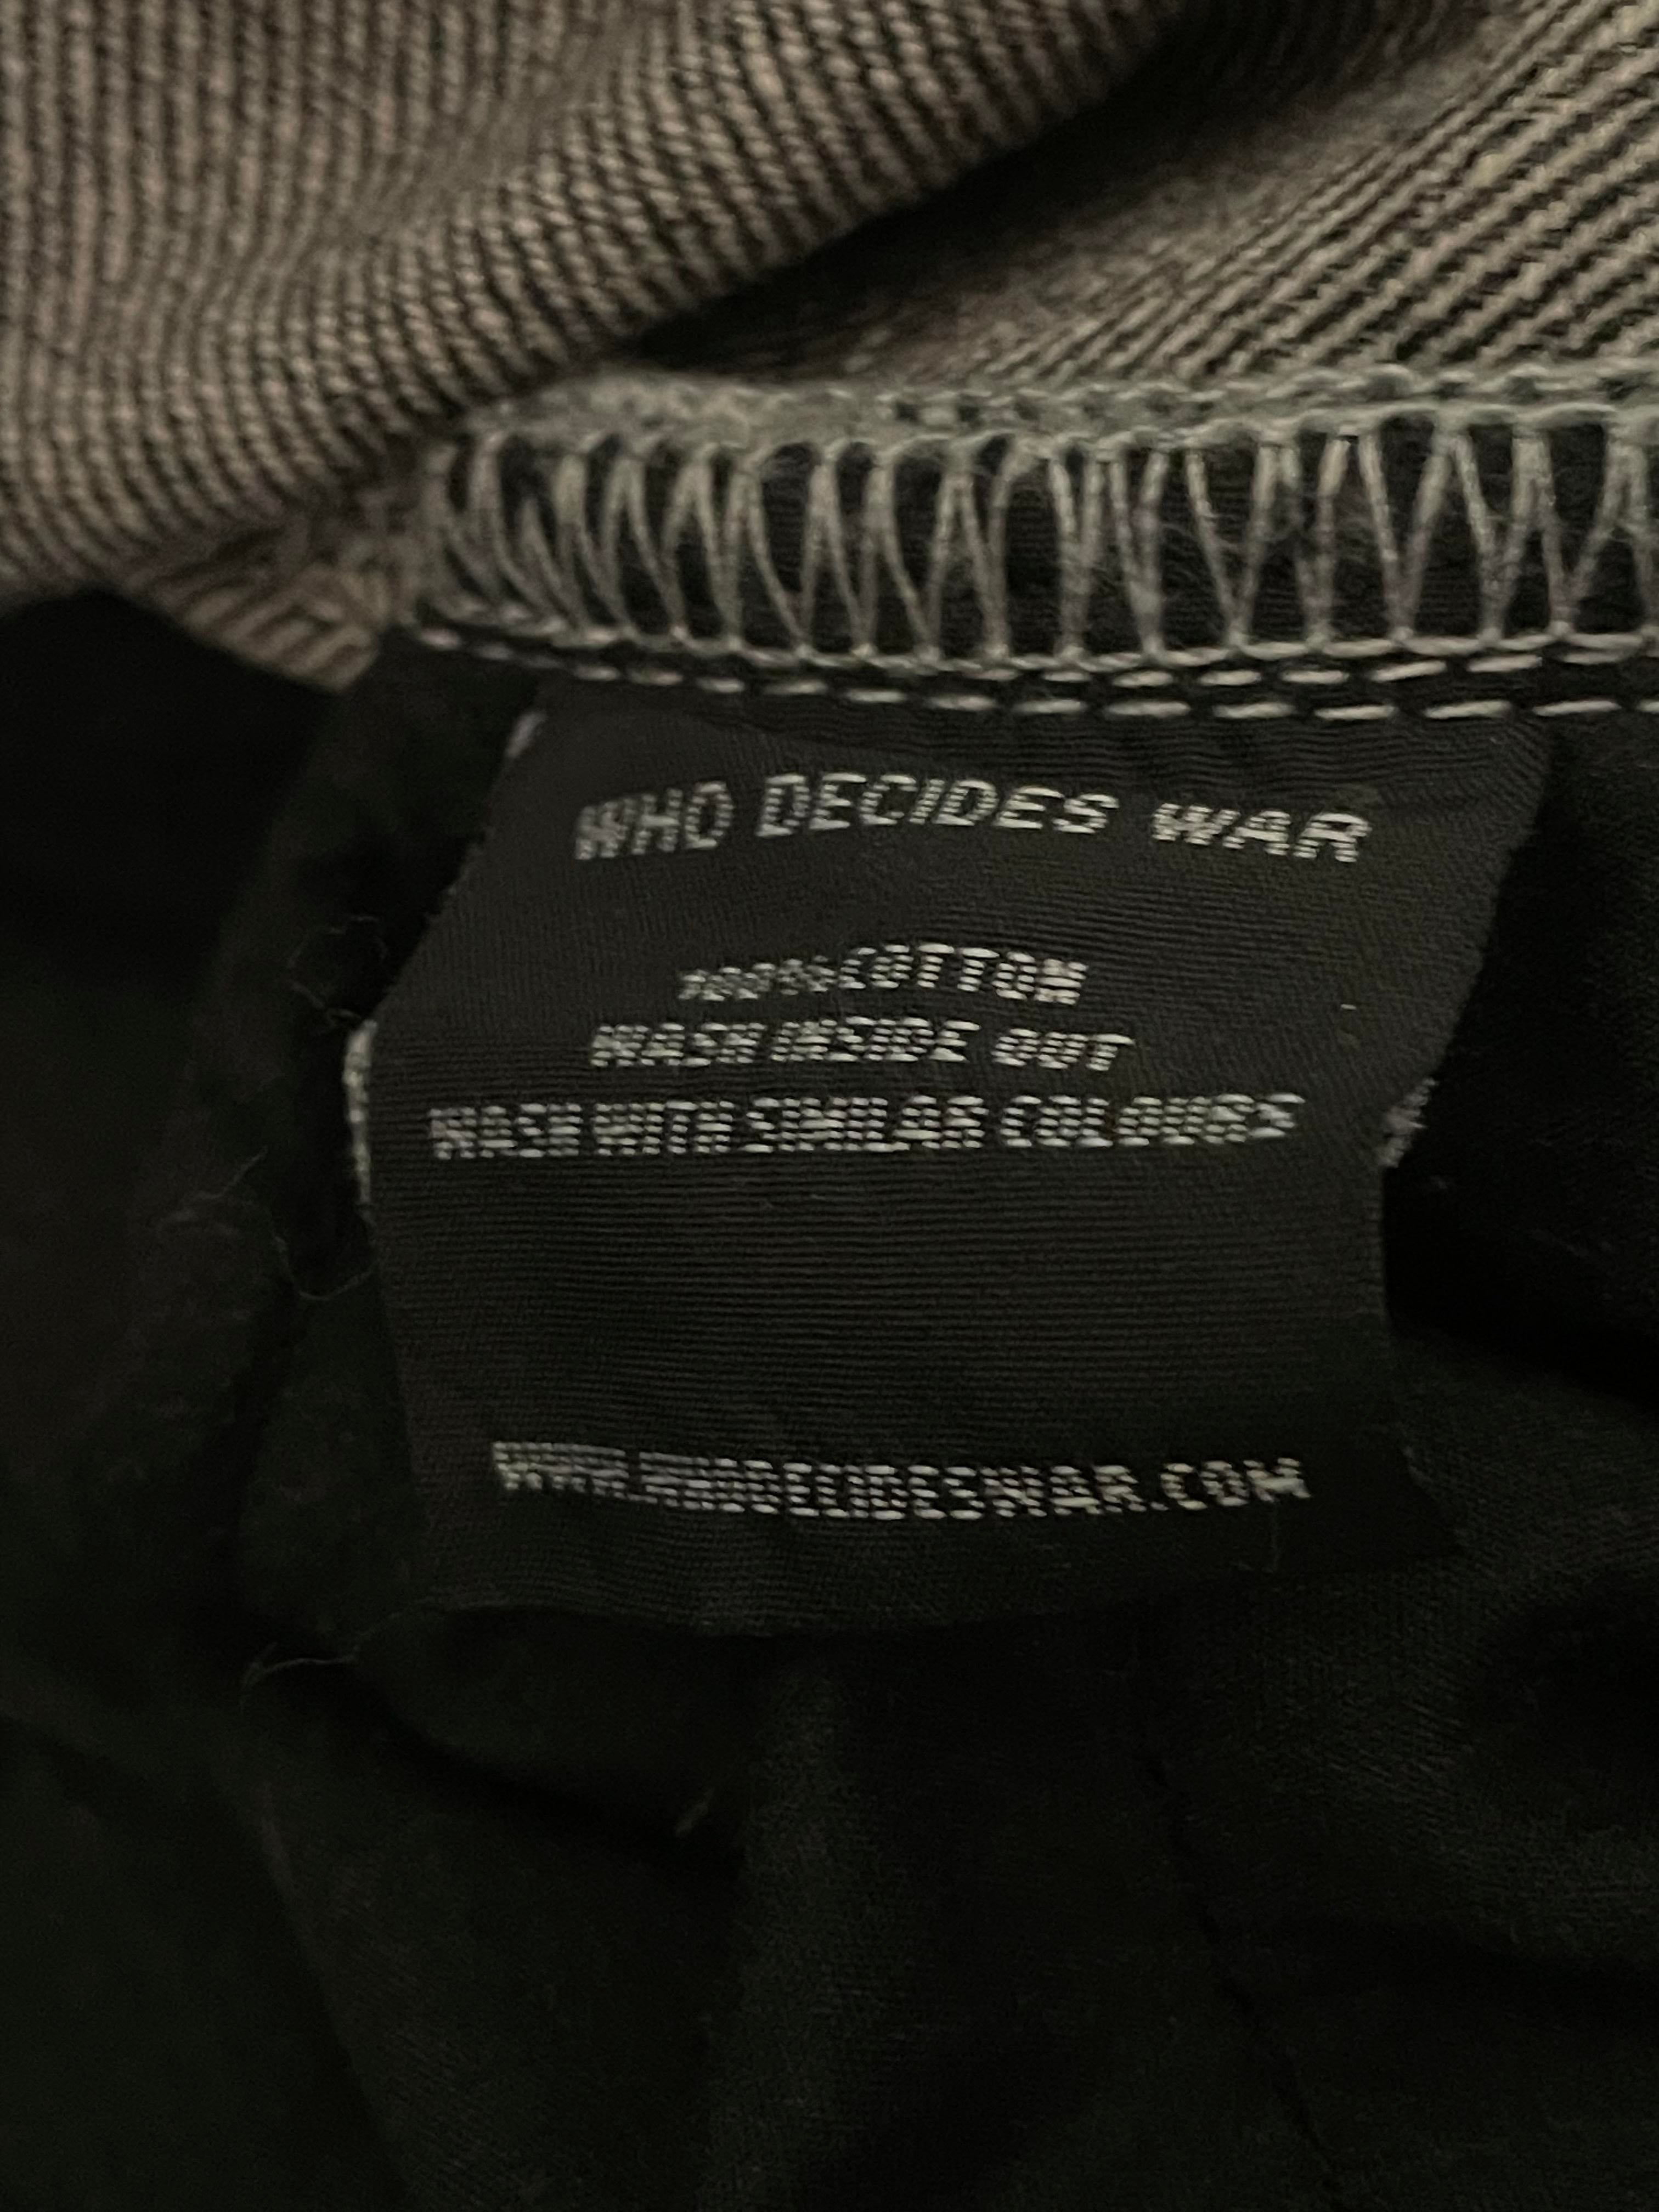 WHO DECIDES WAR
100% COTTON
WASH INSIDE OUT
WASH WITH SIMILAR COLOURS
WWW.WHODECIDESWAR.COM